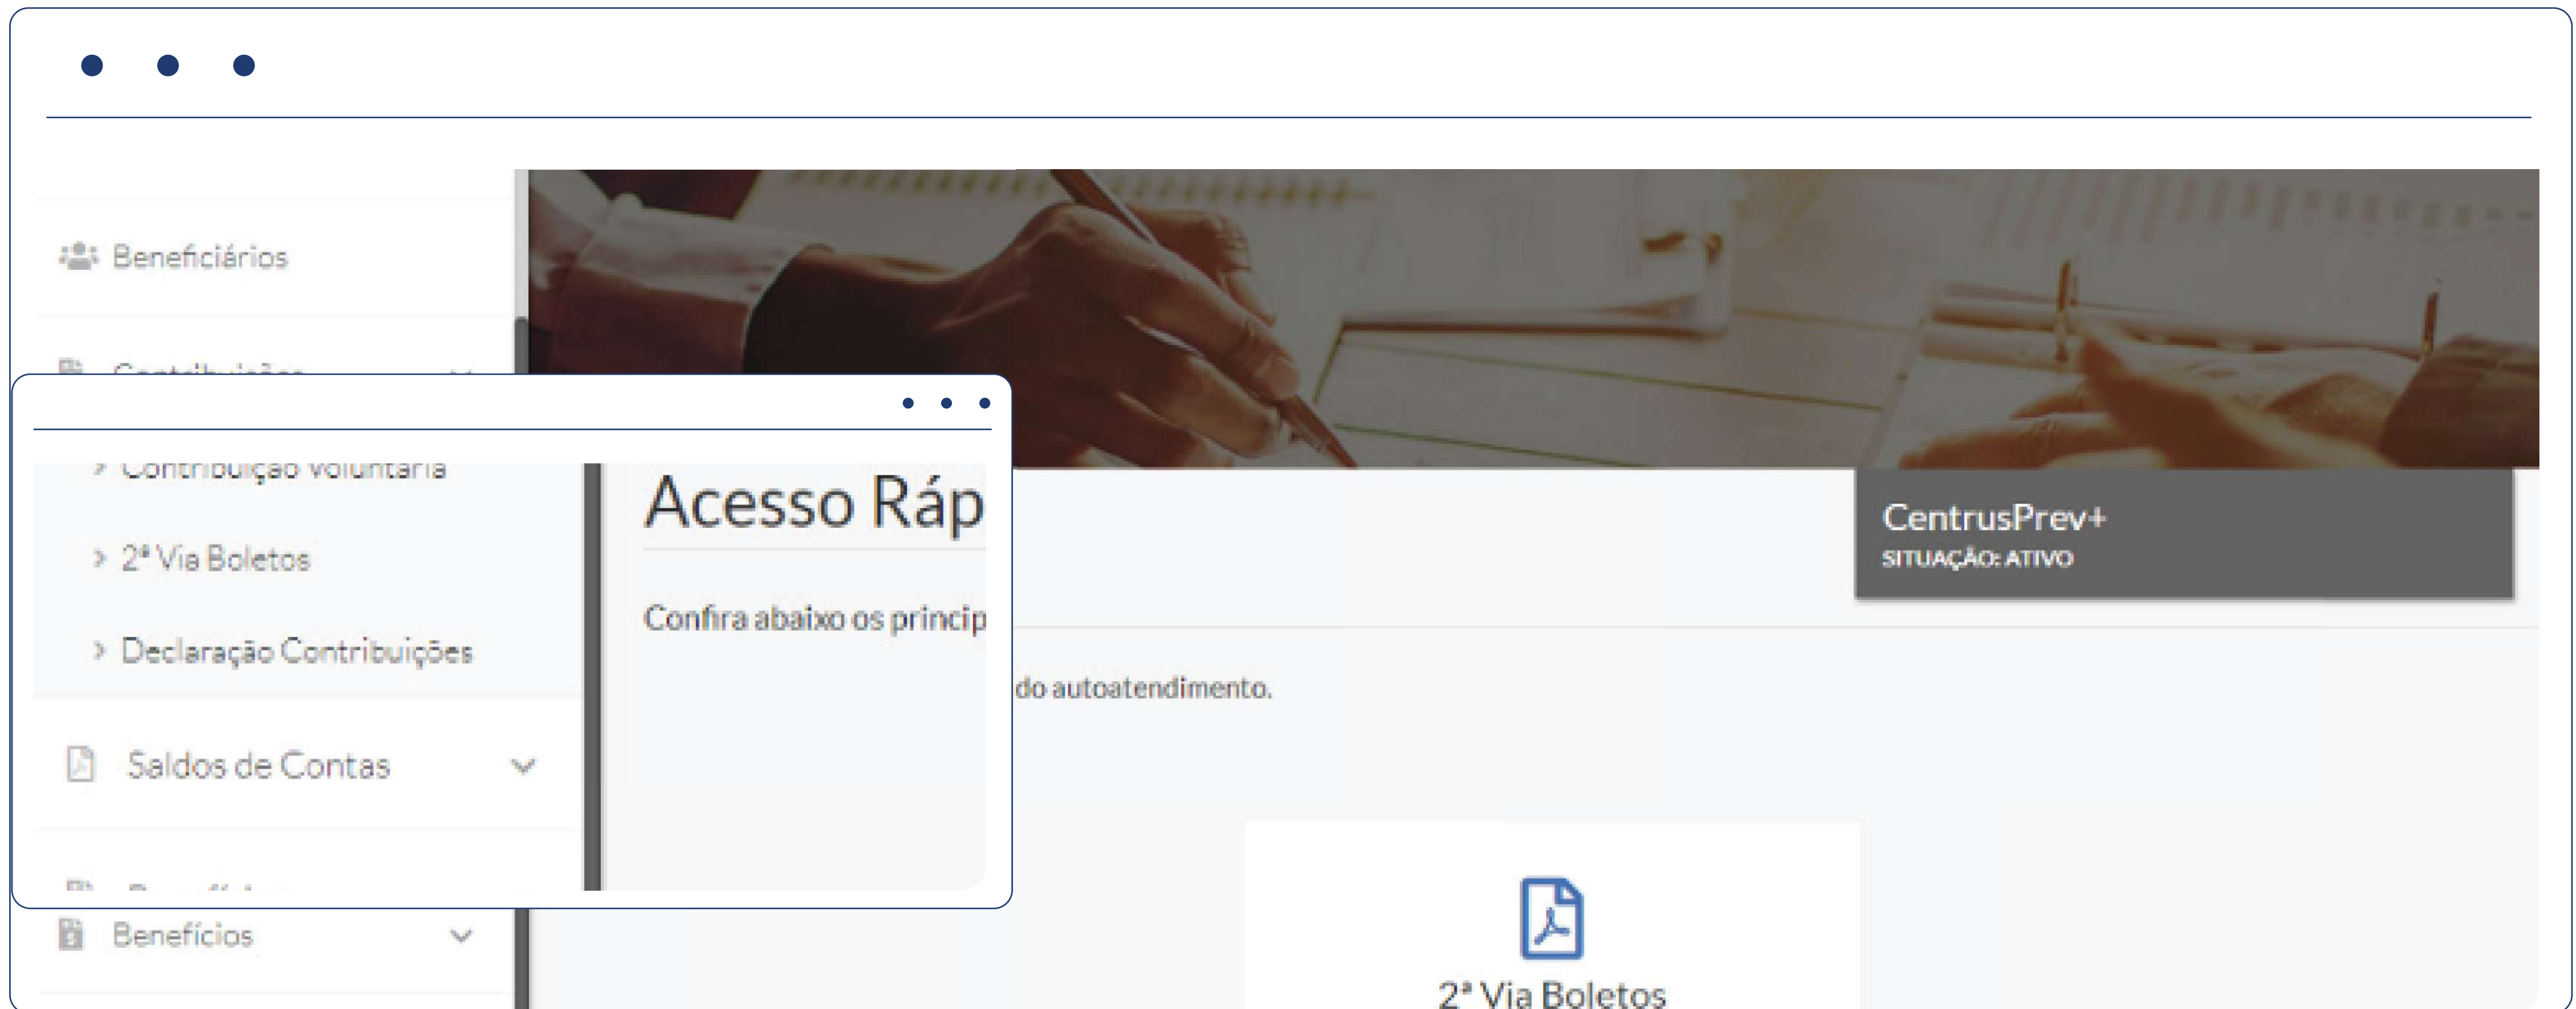 Beneficiários
Contribuições
Contribuição Voluntária
2ª Via Boletos
Declaração Contribuições
Saldos de Contas
Benefícios
Acesso Ráp
Confira abaixo os princip
do autoatendimento.
CentrusPrev+
SITUAÇÃO: ATIVO
2ª Via Boletos